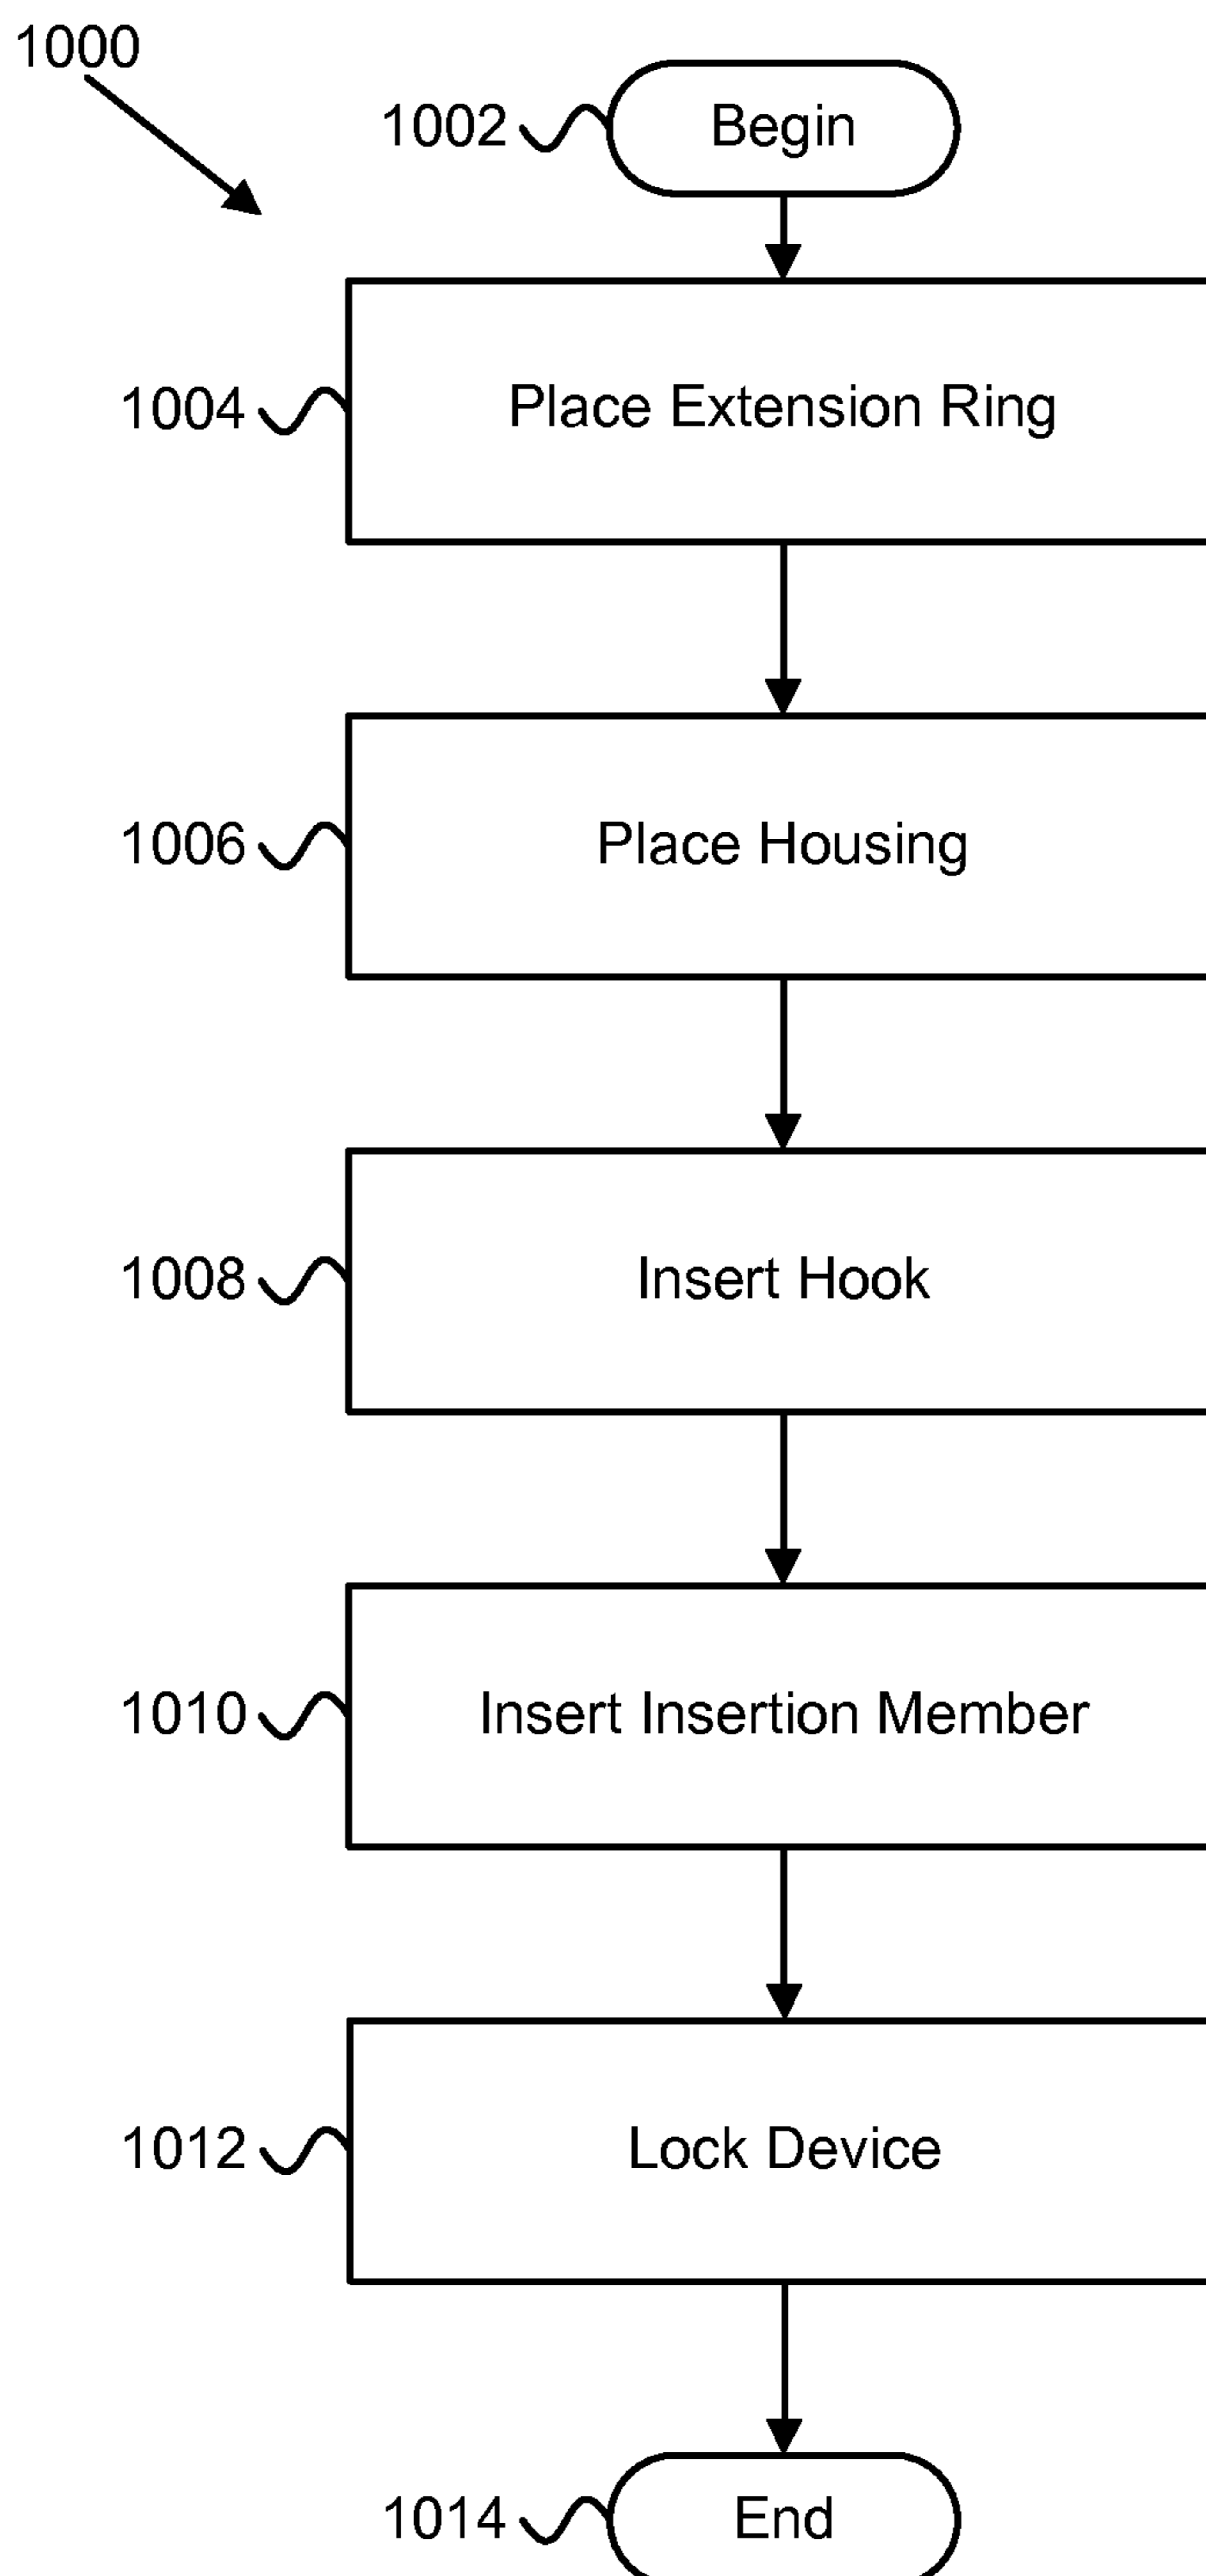 1000
1002 Begin
1004 Place Extension Ring
1006 Place Housing
1008 Insert Hook
1010 Insert Insertion Member
1012 Lock Device
1014 End